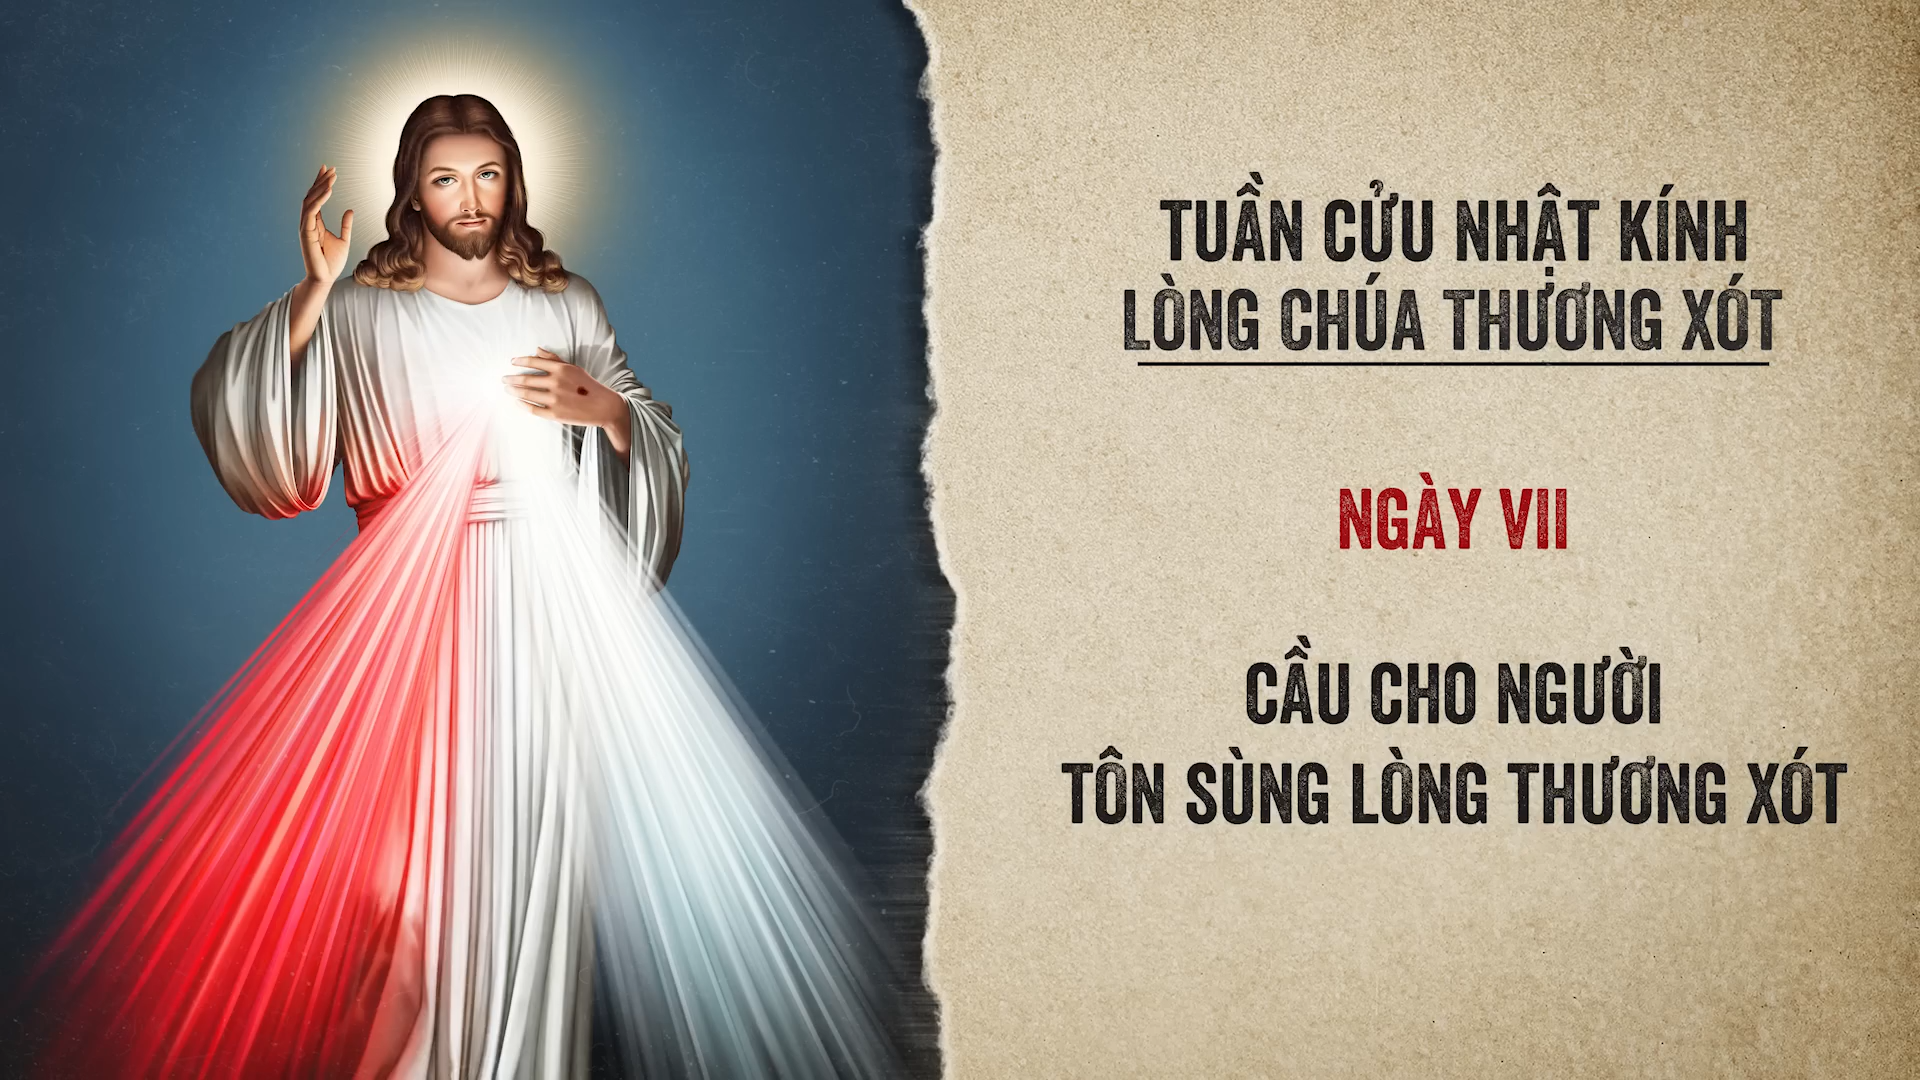 TUẦN CỬU NHẬT KÍNH
LÒNG CHÚA THƯƠNG XÓT
NGÀY VII
CẦU CHO NGƯỜI
TÔN SÙNG LÒNG THƯƠNG XÓT